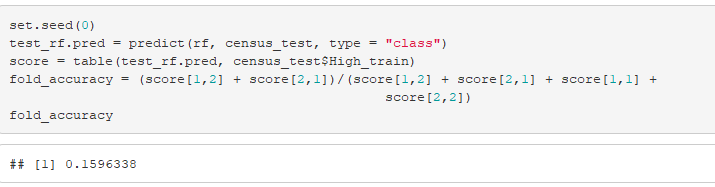 set.seed(0)
test_rf.pred = predict(rf, census_test, type = "class")
score = table(test_rf.pred, census_test$High_train)
fold_accuracy = (score[1,2] + score[2,1])/(score[1,2] + score[2,1] + score[1,1] +
score[2,2])
fold_accuracy
## [1] 0.1596338